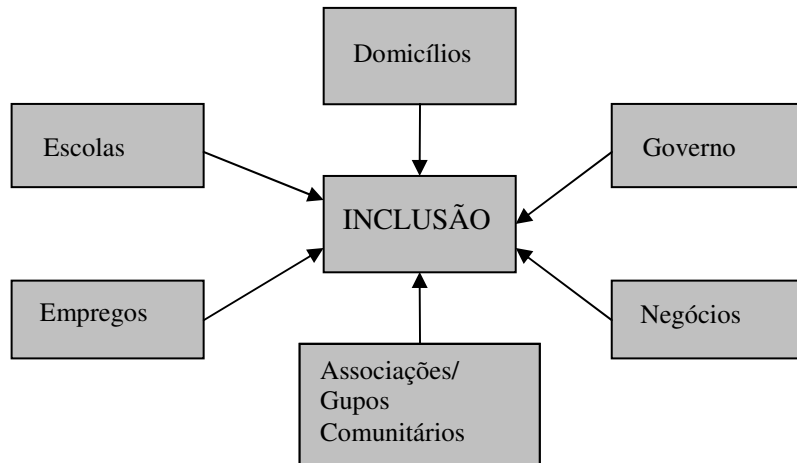 Domicílios
Escolas
Governo
INCLUSÃO
Empregos
Negócios
Associações/
Gupos
Comunitários